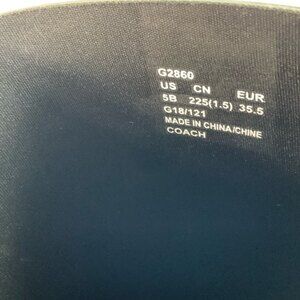 G2860
US CN EUR
5B 225(1.5) 35.5
G18/121
MADE IN CHINA/CHINE
COACH